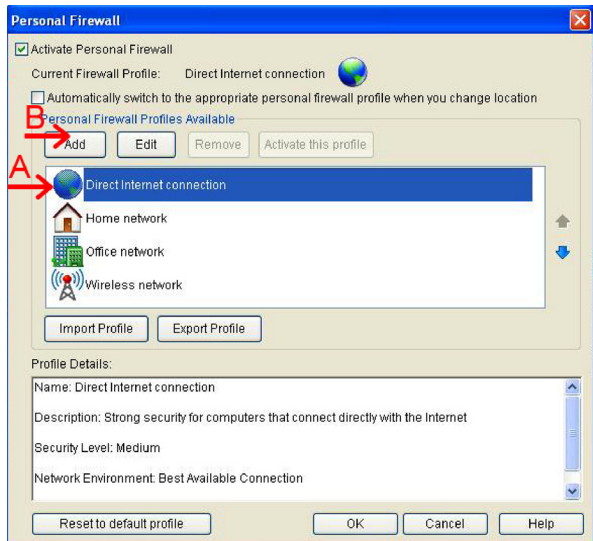 Personal Firewall
Activate Personal Firewall
Current Firewall Profile: Direct Internet connection
Automatically switch to the appropriate personal firewall profile when you change location
B
Personal Firewall Profiles Available
Add Edit Remove Activate this profile
A
Direct Internet connection
Home network
Office network
Wireless network
Import Profile Export Profile
Profile Details:
Name: Direct Internet connection
Description: Strong security for computers that connect directly with the Internet
Security Level: Medium
Network Environment: Best Available Connection
Reset to default profile OK Cancel Help